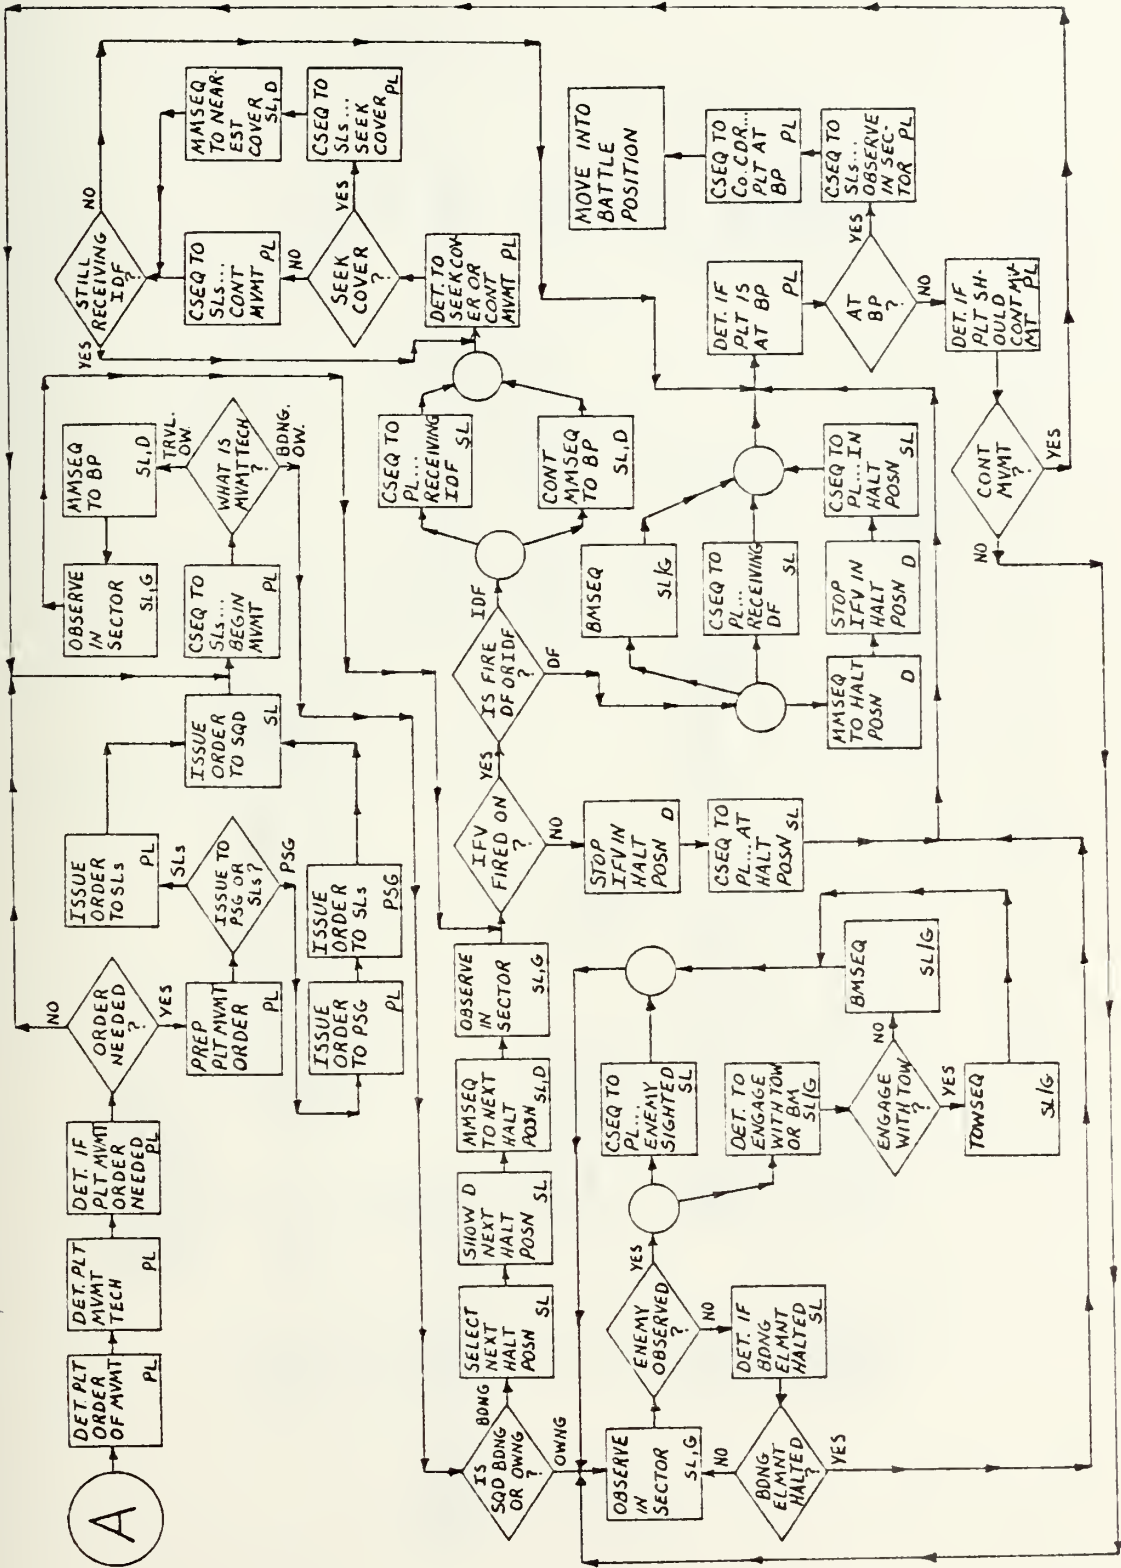 A
DET. PLT
ORDER
OF MVMT
PL
DET. PLT
MVMT
TECH
PL
DET. IF
PLT MVMT
ORDER
NEEDED
PL
ORDER
NEEDED
?
NO
YES
PREP
PLT MVMT
ORDER
PL
ISSUE TO
PSG OR
SLs?
SLs
PSG
ISSUE
ORDER
TO SLs
PL
ISSUE
ORDER
TO PSG
PL
ISSUE
ORDER
TO SLs
PSG
ISSUE
ORDER
TO SQD
SL
CSEQ TO
SLs...
BEGIN
MVMT
PL
WHAT IS
MVMT TECH
?
TRVL.
OW.
BDNG.
OW.
MMSEQ
TO BP
SL,D
OBSERVE
IN
SECTOR
SL,G
IS
SQD BDNG
OR OWNG
?
BDNG
OWNG
SELECT
NEXT
HALT
POSN
SL
SHOW D
NEXT
HALT
POSN
SL
MMSEQ
TO NEXT
HALT
POSN
SL,D
OBSERVE
IN
SECTOR
SL,G
IFV
FIRED ON
?
YES
NO
IS FIRE
DF OR IDF
?
IDF
DF
CSEQ TO
PL...
RECEIVING
IDF
SL
CONT
MMSEQ
TO BP
SL,D
DET. TO
SEEK COV
ER OR
CONT
MVMT
PL
SEEK
COVER
?
YES
NO
CSEQ TO
SLs...
SEEK
COVER
PL
MMSEQ
TO NEAR-
EST
COVER
SL,D
CSEQ TO
SLs...
CONT
MVMT
PL
STILL
RECEIVING
IDF
?
YES
NO
STOP
IFV IN
HALT
POSN
D
CSEQ TO
PL...AT
HALT
POSN
SL
BMSEQ
SL/G
CSEQ TO
PL...
RECEIVING
DF
SL
MMSEQ
TO HALT
POSN
D
STOP
IFV IN
HALT
POSN
D
CSEQ TO
PL...IN
HALT
POSN
SL
DET. IF
PLT IS
AT BP
PL
AT
BP
?
YES
NO
CSEQ TO
SLs...
OBSERVE
IN SEC-
TOR
PL
CSEQ TO
Co. CDR...
PLT AT
BP
PL
MOVE INTO
BATTLE
POSITION
DET. IF
PLT SH-
OULD
CONT MV-
MT
PL
CONT
MVMT
?
NO
YES
OBSERVE
IN
SECTOR
SL,G
ENEMY
OBSERVED
?
YES
NO
CSEQ TO
PL...
ENEMY
SIGHTED
SL
DET. TO
ENGAGE
WITH TOW
OR BM
SL/G
ENGAGE
WITH TOW
?
NO
YES
BMSEQ
SL/G
TOWSEQ
SL/G
DET. IF
BDNG
ELMNT
HALTED
SL
BDNG
ELMNT
HALTED
?
NO
YES